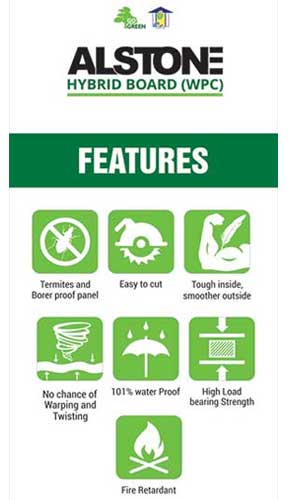 GO
GREEN
ALSTONE
HYBRID BOARD (WPC)
FEATURES
Termites and
Borer proof panel
Easy to cut
Tough inside,
smoother outside
No chance of
Warping and
Twisting
101% water Proof
High Load
bearing Strength
Fire Retardant